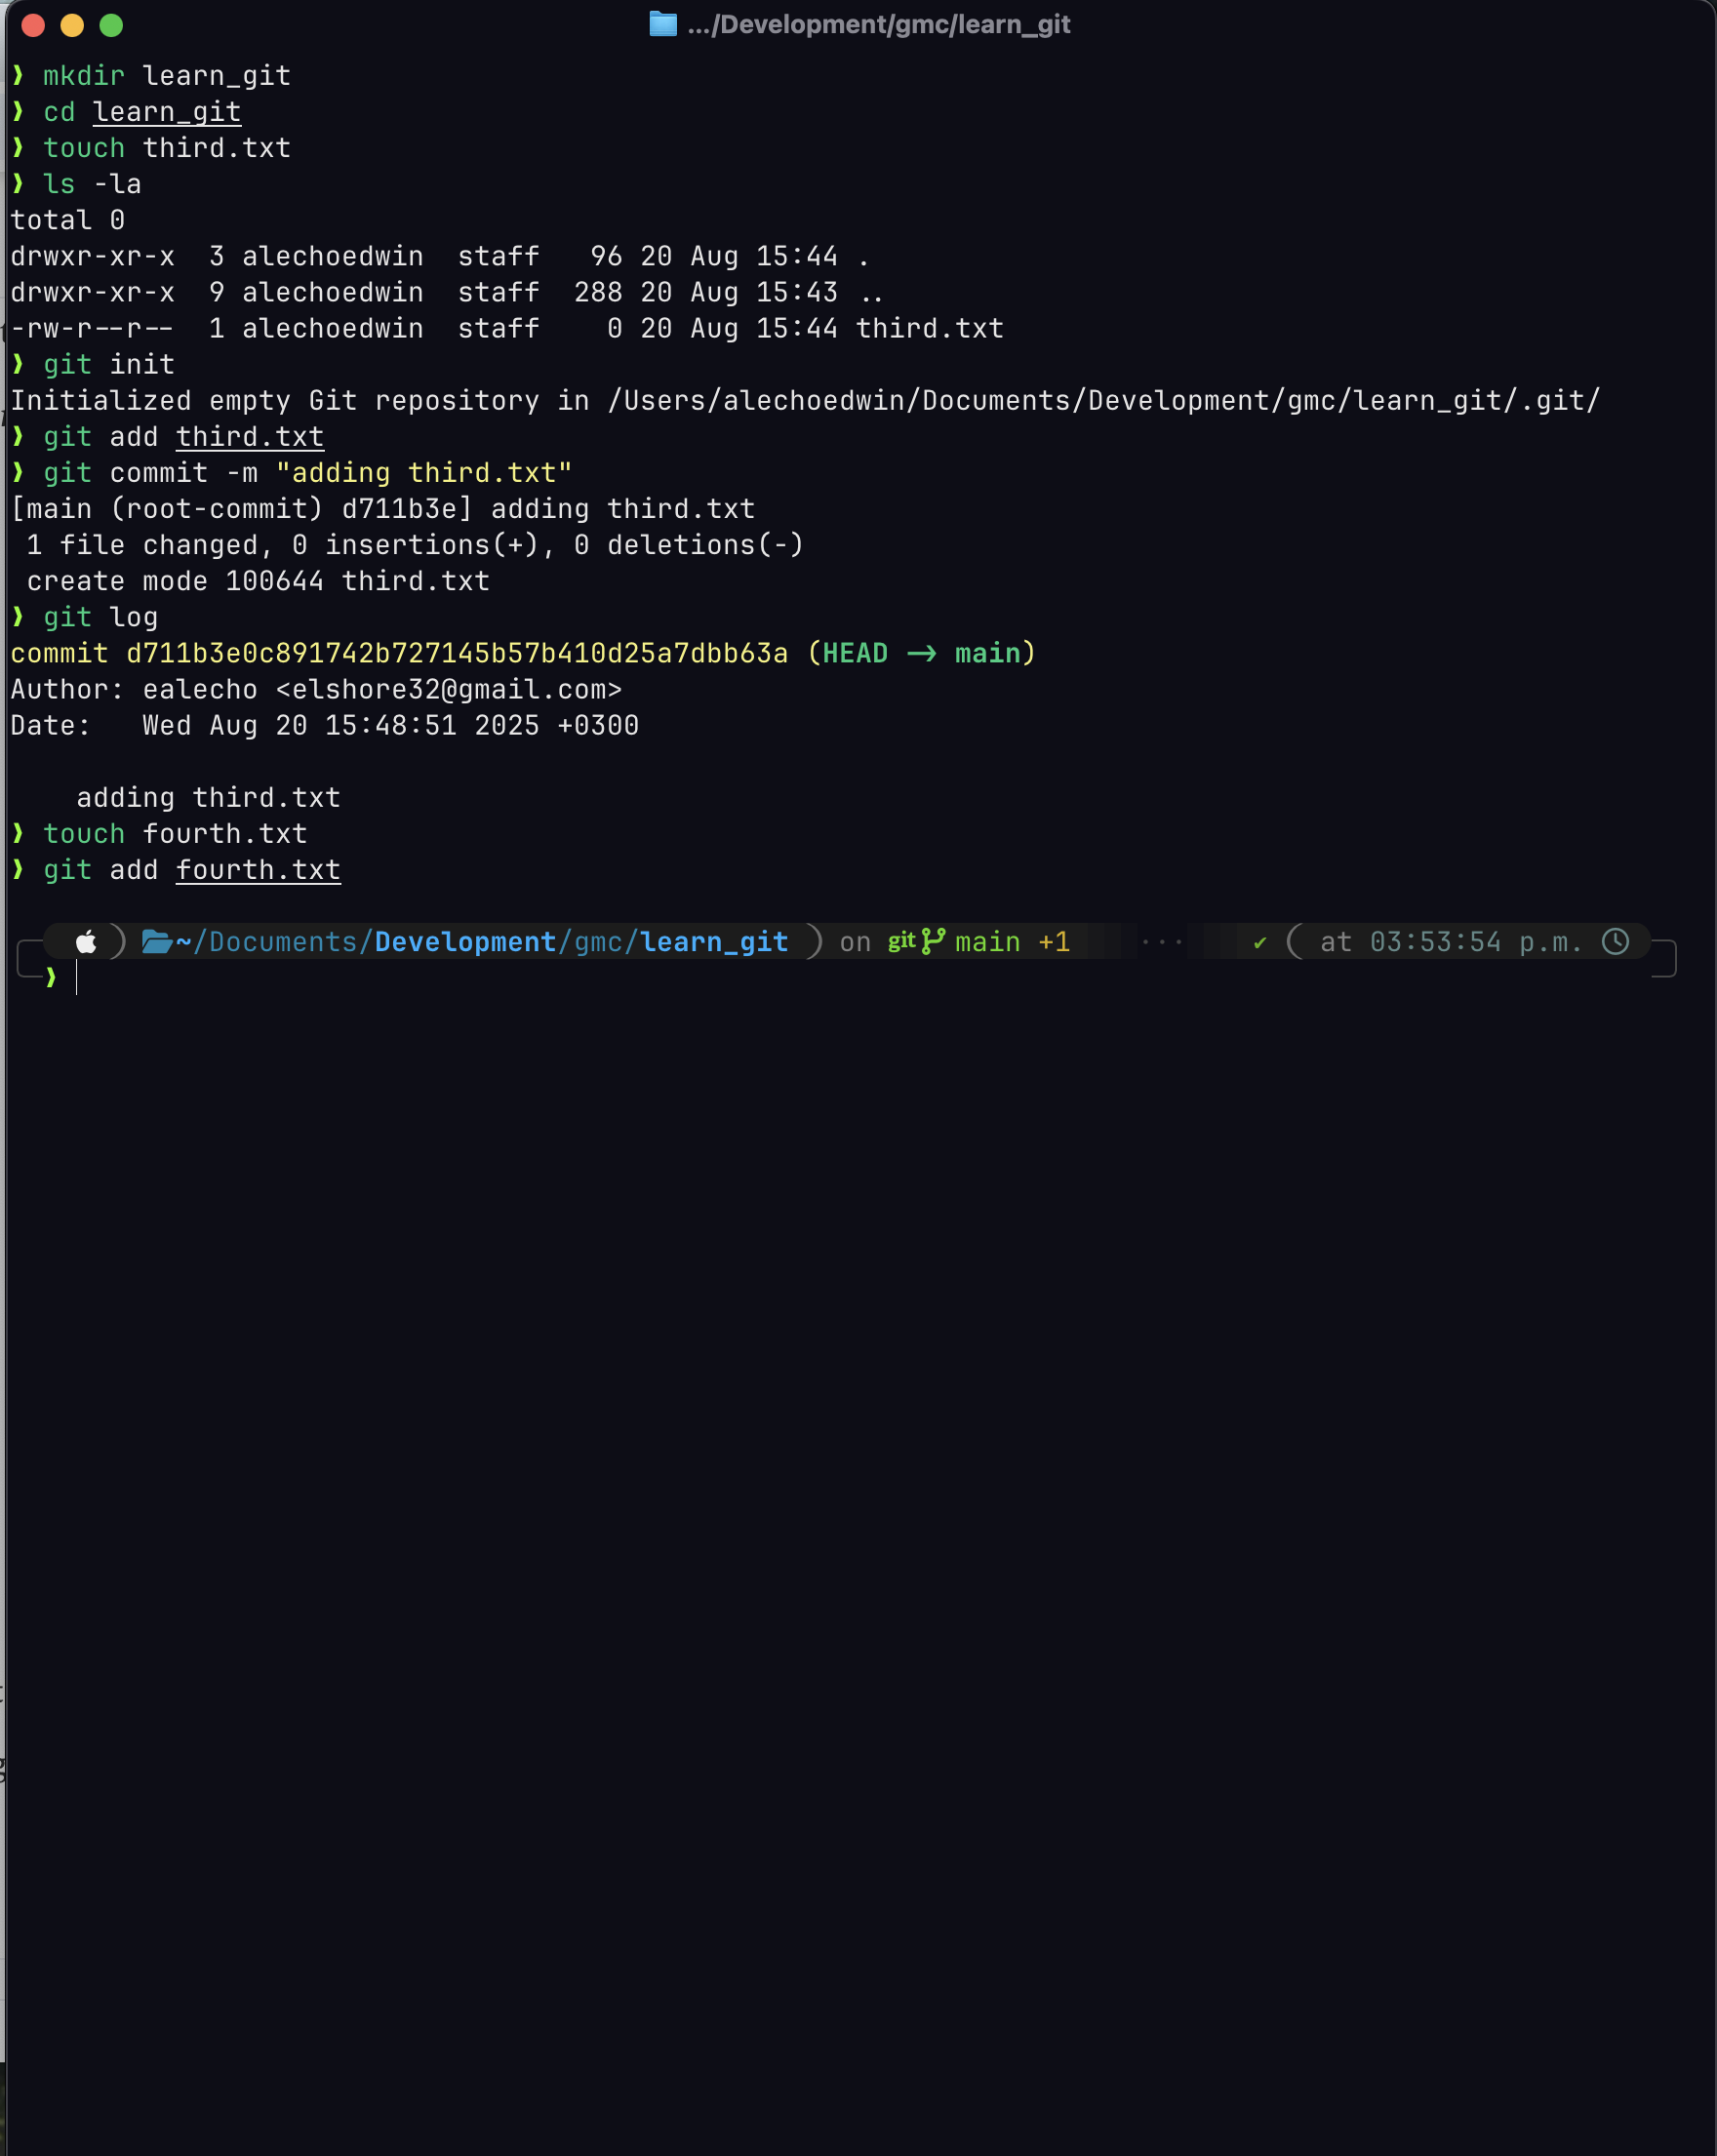 .../Development/gmc/learn_git
❱ mkdir learn_git
❱ cd learn_git
❱ touch third.txt
❱ ls -la
total 0
drwxr-xr-x  3 alechoedwin  staff   96 20 Aug 15:44 .
drwxr-xr-x  9 alechoedwin  staff  288 20 Aug 15:43 ..
-rw-r--r--  1 alechoedwin  staff    0 20 Aug 15:44 third.txt
❱ git init
Initialized empty Git repository in /Users/alechoedwin/Documents/Development/gmc/learn_git/.git/
❱ git add third.txt
❱ git commit -m "adding third.txt"
[main (root-commit) d711b3e] adding third.txt
 1 file changed, 0 insertions(+), 0 deletions(-)
 create mode 100644 third.txt
❱ git log
commit d711b3e0c891742b727145b57b410d25a7dbb63a (HEAD -> main)
Author: ealecho <elshore32@gmail.com>
Date:   Wed Aug 20 15:48:51 2025 +0300

    adding third.txt
❱ touch fourth.txt
❱ git add fourth.txt

~/Documents/Development/gmc/learn_git ) on git main +1 ··· ✔ ( at 03:53:54 p.m.
❱